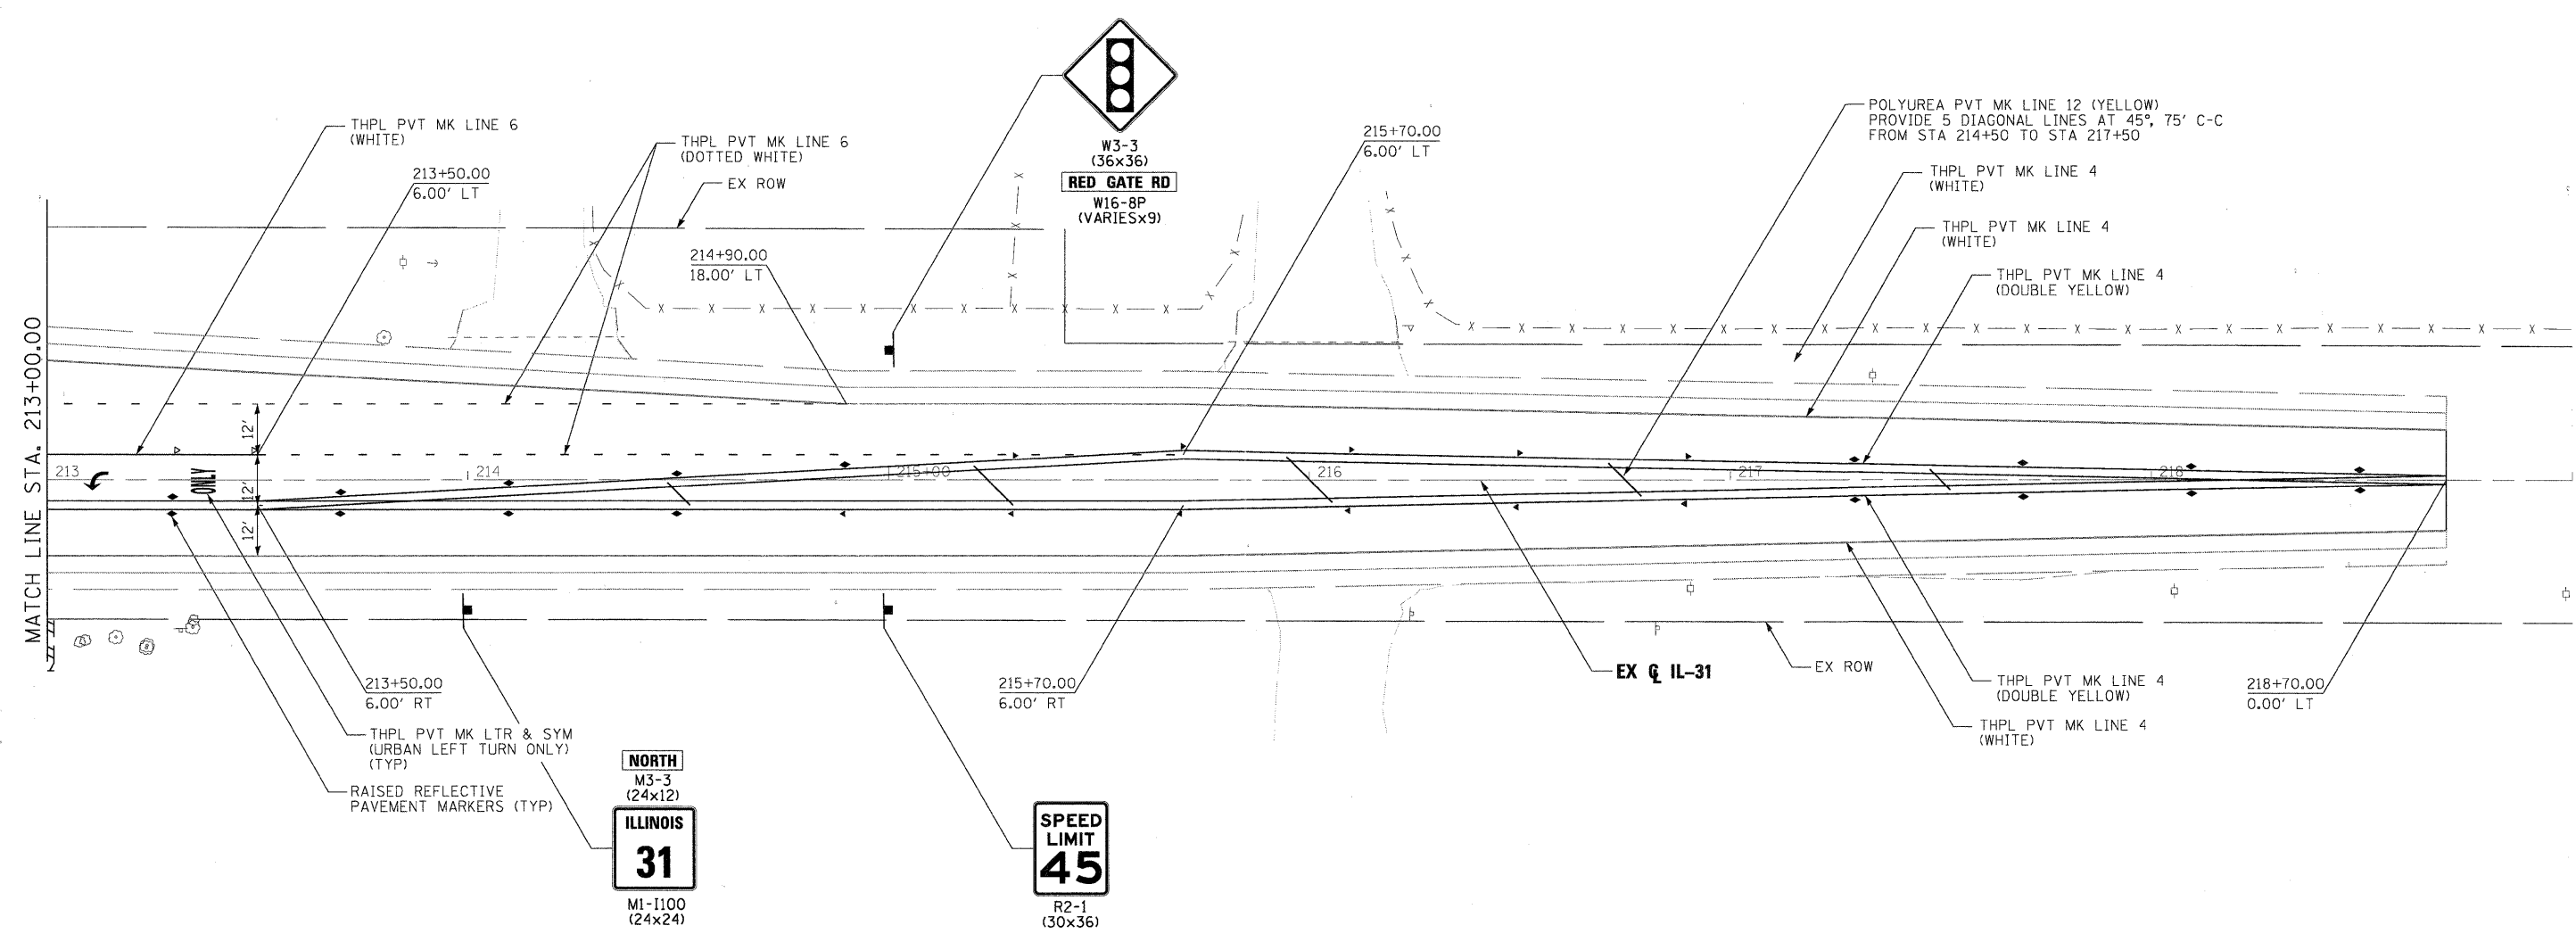 W3-3
(36x36)
RED GATE RD
W16-8P
(VARIESx9)
THPL PVT MK LINE 6
(WHITE)
213+50.00
6.00' LT
THPL PVT MK LINE 6
(DOTTED WHITE)
EX ROW
214+90.00
18.00' LT
215+70.00
6.00' LT
POLYUREA PVT MK LINE 12 (YELLOW)
PROVIDE 5 DIAGONAL LINES AT 45°, 75' C-C
FROM STA 214+50 TO STA 217+50
THPL PVT MK LINE 4
(WHITE)
THPL PVT MK LINE 4
(WHITE)
THPL PVT MK LINE 4
(DOUBLE YELLOW)
MATCH LINE STA. 213+00.00
12'
12'
12'
ONLY
213
214
215+00
216
217
218
213+50.00
6.00' RT
THPL PVT MK LTR & SYM
(URBAN LEFT TURN ONLY)
(TYP)
RAISED REFLECTIVE
PAVEMENT MARKERS (TYP)
NORTH
M3-3
(24x12)
ILLINOIS
31
M1-I100
(24x24)
215+70.00
6.00' RT
SPEED
LIMIT
45
R2-1
(30x36)
EX ℄ IL-31
EX ROW
THPL PVT MK LINE 4
(DOUBLE YELLOW)
THPL PVT MK LINE 4
(WHITE)
218+70.00
0.00' LT